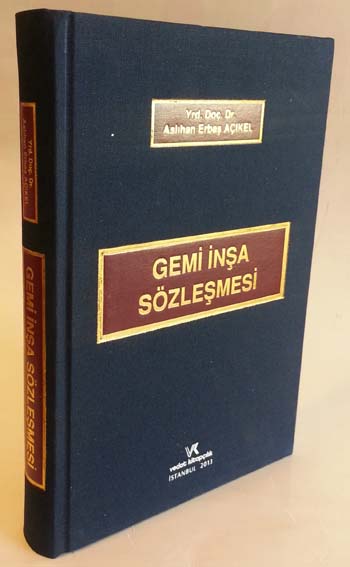 Yrd. Doç. Dr.
Aslıhan Erbaş AÇIKEL
GEMİ İNŞA
SÖZLEŞMESİ
vedat kitapçılık
İSTANBUL 2013
Yrd. Doç. Dr.
Aslıhan Erbaş AÇIKEL
GEMİ İNŞA SÖZLEŞMESİ